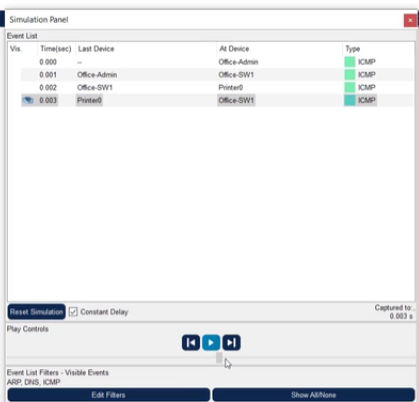 Simulation Panel
Event List
Vis. Time(sec) Last Device At Device Type
0.000 -- Office-Admin ICMP
0.001 Office-Admin Office-SW1 ICMP
0.002 Office-SW1 Printer0 ICMP
0.003 Printer0 Office-SW1 ICMP
Reset Simulation Constant Delay Captured to:
0.003 s
Play Controls
Event List Filters - Visible Events
ARP, DNS, ICMP
Edit Filters Show All/None